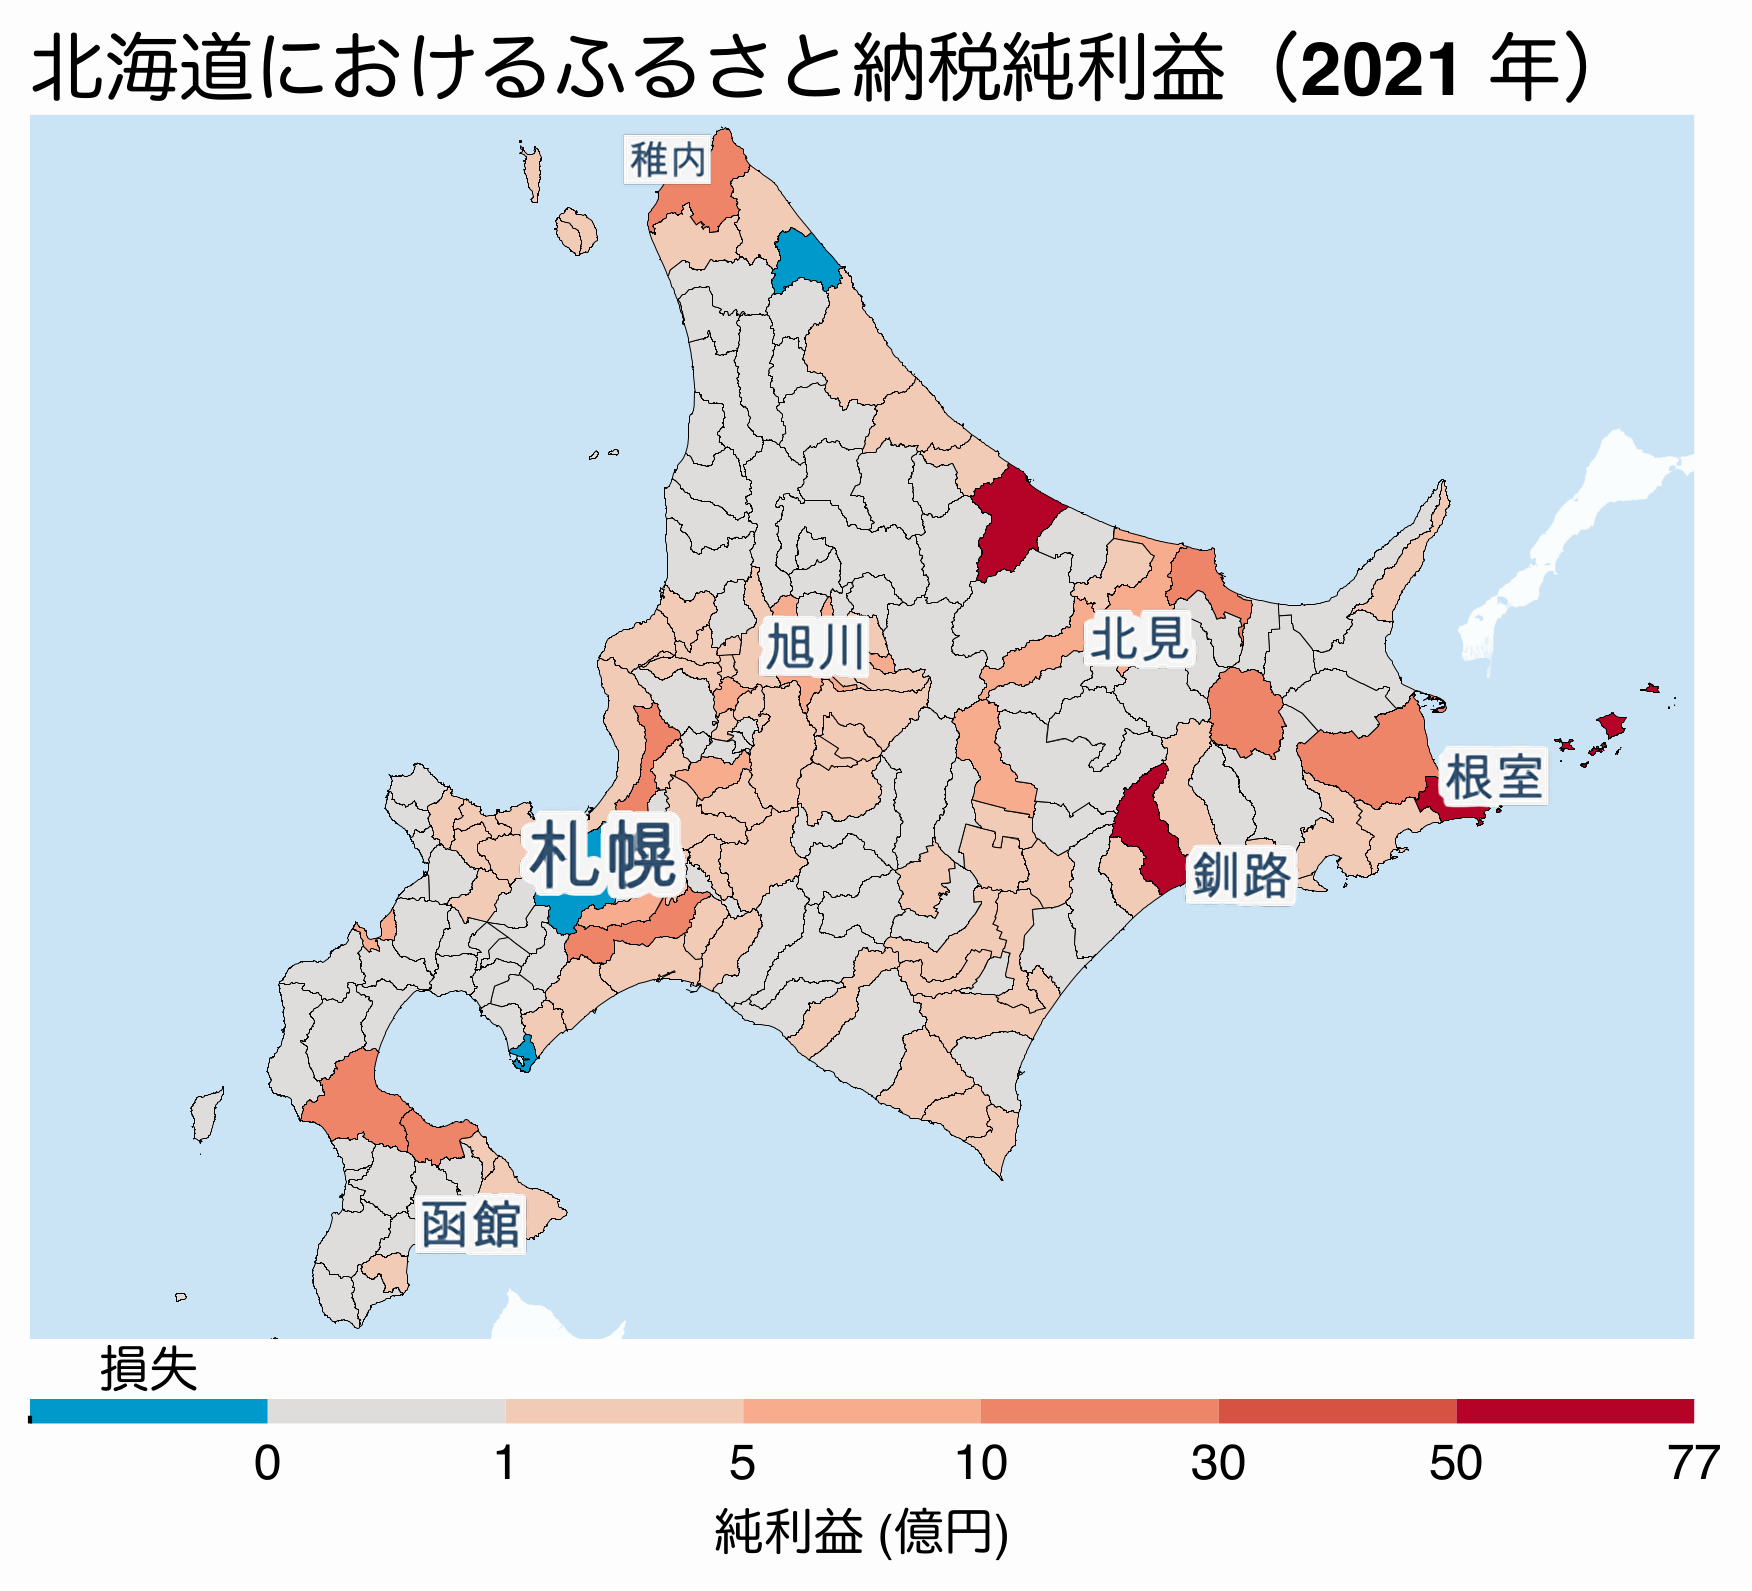 北海道におけるふるさと納税純利益（2021 年）
稚内
旭川
北見
根室
札幌
釧路
函館
損失
0 1 5 10 30 50 77
純利益 (億円)